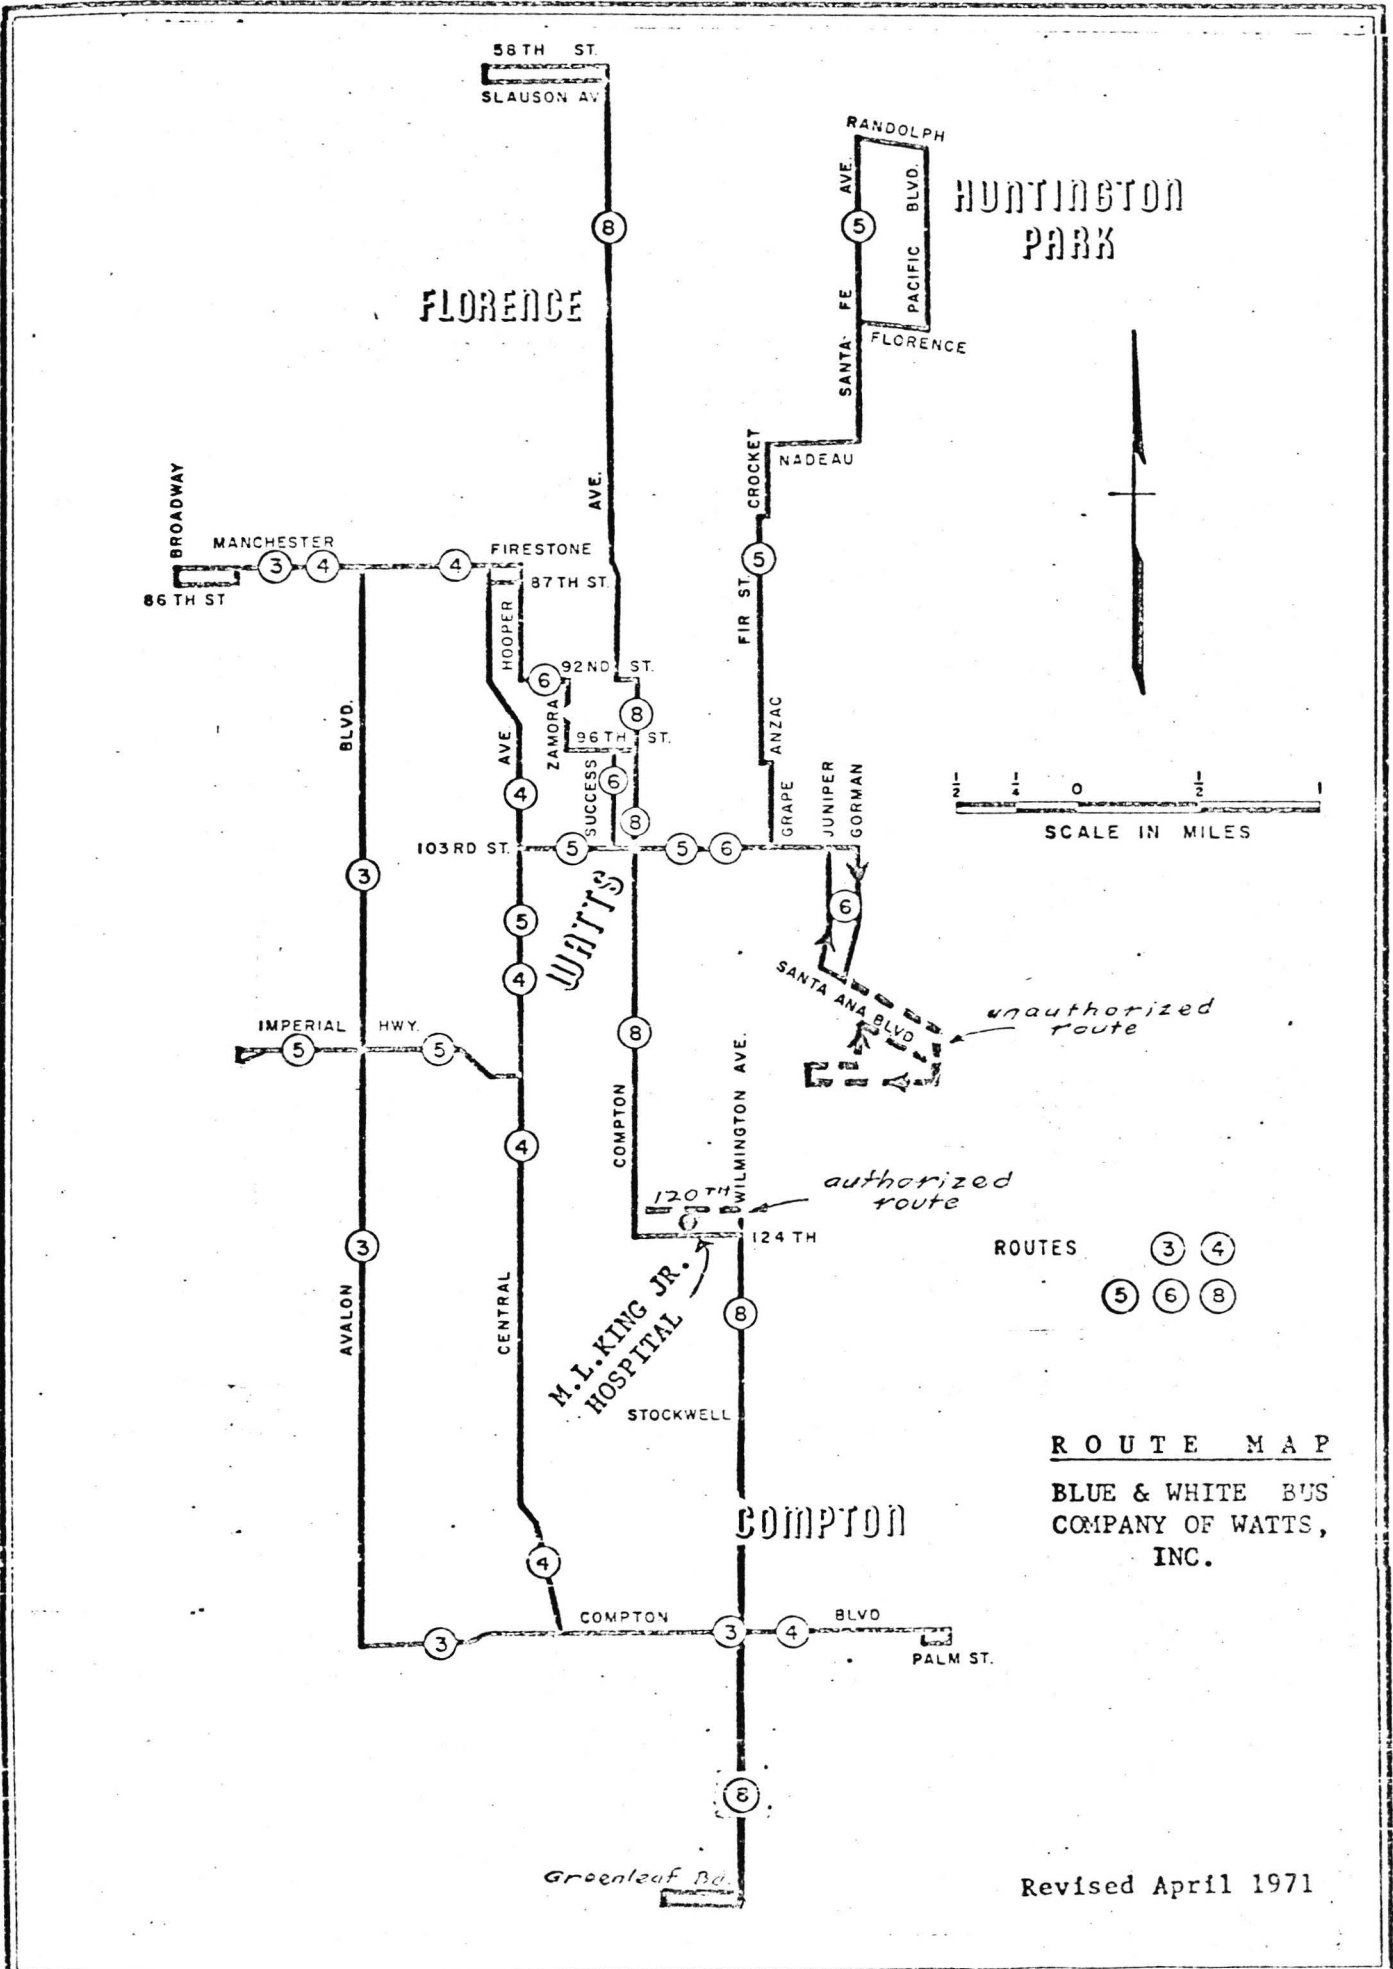 58TH ST.
SLAUSON AV
8
FLORENCE
RANDOLPH
SANTA FE AVE.
5
PACIFIC BLVD.
FLORENCE
HUNTINGTON
PARK
NADEAU
CROCKET
5
FIR ST.
ANZAC
GRAPE
JUNIPER
GORMAN
BROADWAY
MANCHESTER
3 4 4
FIRESTONE
86TH ST
87TH ST.
HOOPER
AVE.
92ND ST.
6
8
ZAMORA
96TH ST.
SUCCESS
6
8
BLVD.
AVE
4
103RD ST.
5 5 6
3
5
4
WATTS
6
SANTA ANA BLVD
unauthorized
route
½ ¼ 0 ½ 1
SCALE IN MILES
IMPERIAL HWY.
5 5
8
4
COMPTON
WILMINGTON AVE.
120TH
authorized
route
124TH
M.L.KING JR.
HOSPITAL
3
AVALON
CENTRAL
8
STOCKWELL
ROUTES 3 4
5 6 8
ROUTE MAP
BLUE & WHITE BUS
COMPANY OF WATTS,
INC.
COMPTON
4
COMPTON BLVD
3 3 4
PALM ST.
8
Greenleaf Bd.
Revised April 1971